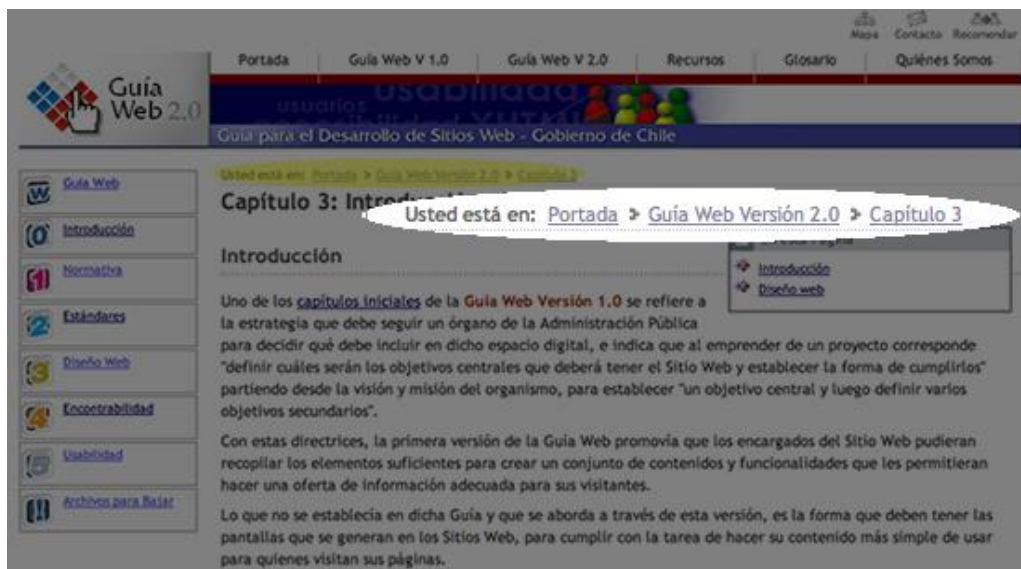 Mapa Contacto Recomendar
Portada Guía Web V 1.0 Guía Web V 2.0 Recursos Glosario Quiénes Somos
Guía
Web 2.0
usuarios usabilidad
accesibilidad XHTML
Guía para el Desarrollo de Sitios Web - Gobierno de Chile
Usted está en: Portada > Guía Web Versión 2.0 > Capítulo 3
Capítulo 3: Introducción
Usted está en: Portada > Guía Web Versión 2.0 > Capítulo 3
Guía Web
Introducción
Normativa
Estándares
Diseño Web
Encontrabilidad
Usabilidad
Archivos para Bajar
Introducción
Introducción
Diseño web
Uno de los capítulos iniciales de la Guía Web Versión 1.0 se refiere a
la estrategia que debe seguir un órgano de la Administración Pública
para decidir qué debe incluir en dicho espacio digital, e indica que al emprender de un proyecto corresponde
"definir cuáles serán los objetivos centrales que deberá tener el Sitio Web y establecer la forma de cumplirlos"
partiendo desde la visión y misión del organismo, para establecer "un objetivo central y luego definir varios
objetivos secundarios".
Con estas directrices, la primera versión de la Guía Web promovía que los encargados del Sitio Web pudieran
recopilar los elementos suficientes para crear un conjunto de contenidos y funcionalidades que les permitieran
hacer una oferta de información adecuada para sus visitantes.
Lo que no se establecía en dicha Guía y que se aborda a través de esta versión, es la forma que deben tener las
pantallas que se generan en los Sitios Web, para cumplir con la tarea de hacer su contenido más simple de usar
para quienes visitan sus páginas.